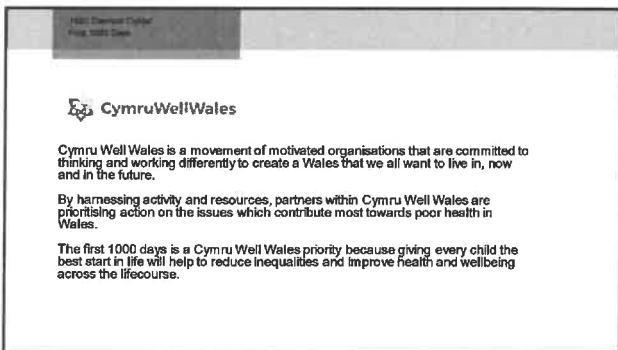 First 1000 Days
CymruWellWales
Cymru Well Wales is a movement of motivated organisations that are committed to
thinking and working differently to create a Wales that we all want to live in, now
and in the future.
By harnessing activity and resources, partners within Cymru Well Wales are
prioritising action on the issues which contribute most towards poor health in
Wales.
The first 1000 days is a Cymru Well Wales priority because giving every child the
best start in life will help to reduce inequalities and improve health and wellbeing
across the lifecourse.